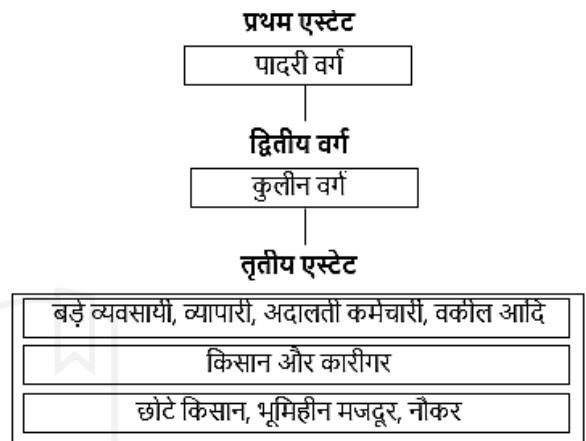 प्रथम एस्टेट
पादरी वर्ग
द्वितीय वर्ग
कुलीन वर्ग
तृतीय एस्टेट
बड़े व्यवसायी, व्यापारी, अदालती कर्मचारी, वकील आदि
किसान और कारीगर
छोटे किसान, भूमिहीन मजदूर, नौकर